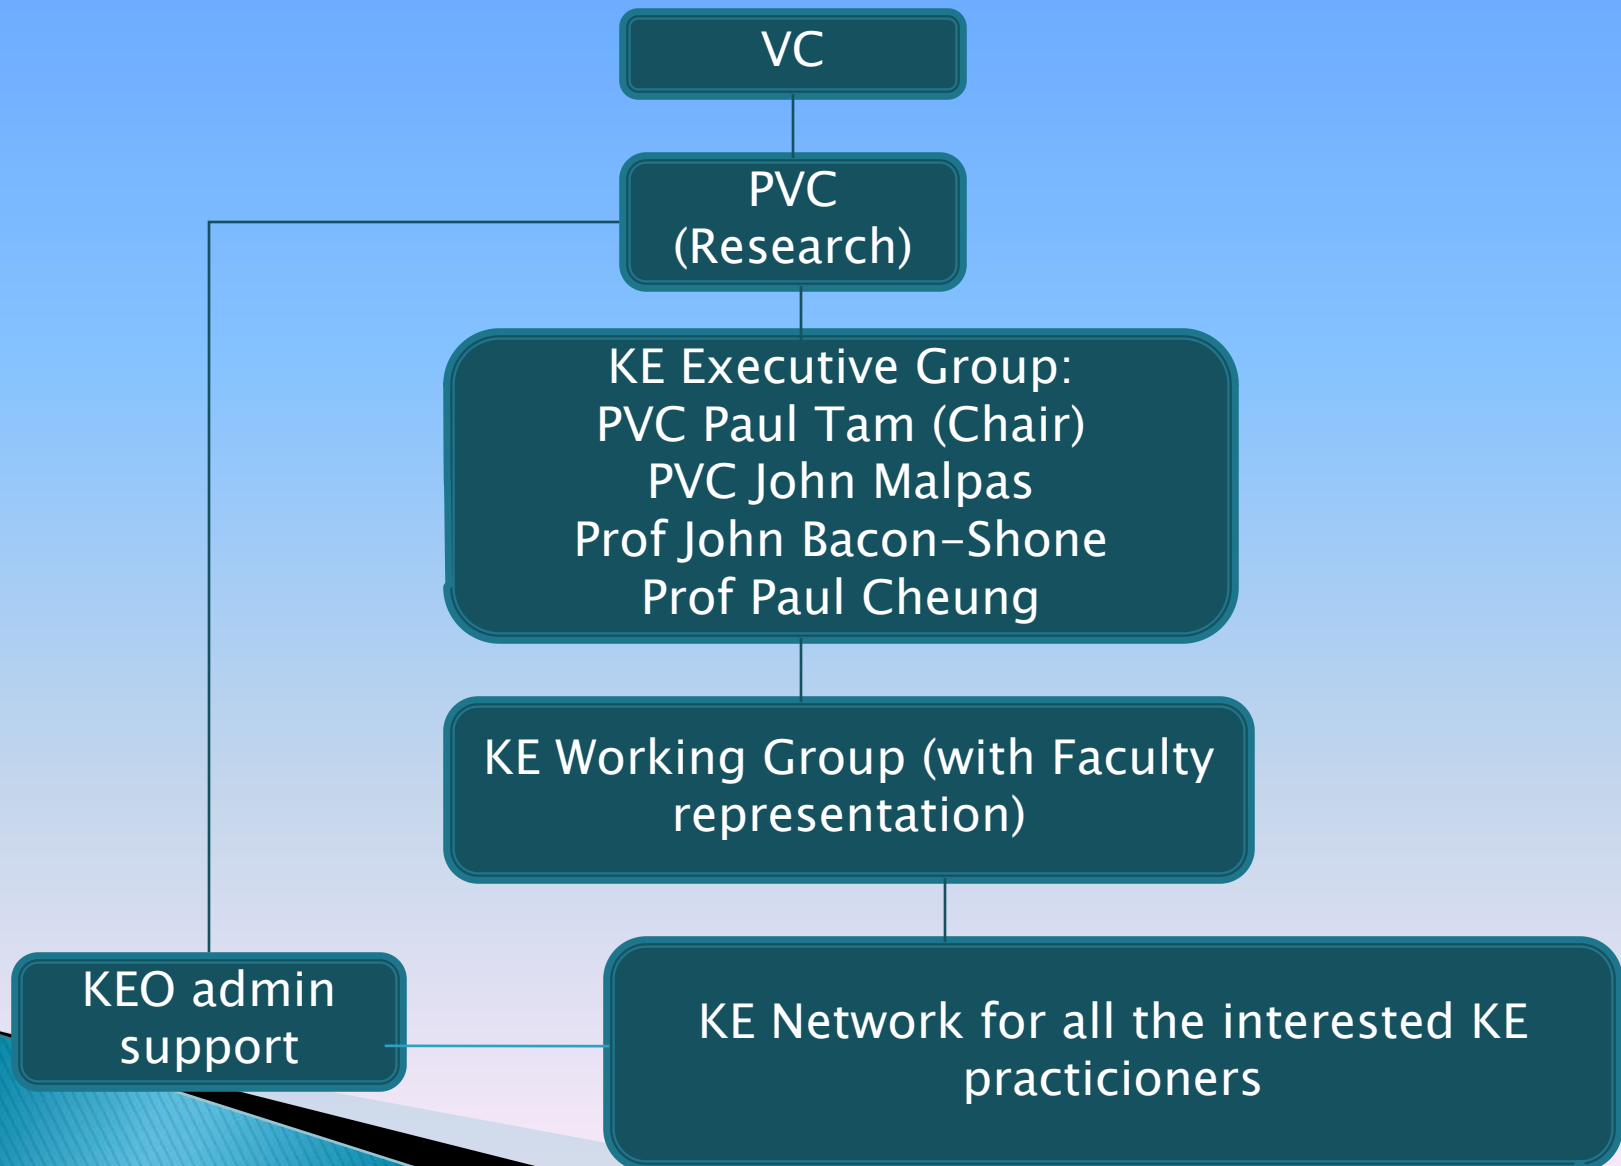 VC
PVC
(Research)
KE Executive Group:
PVC Paul Tam (Chair)
PVC John Malpas
Prof John Bacon-Shone
Prof Paul Cheung
KE Working Group (with Faculty
representation)
KEO admin
support
KE Network for all the interested KE
practicioners